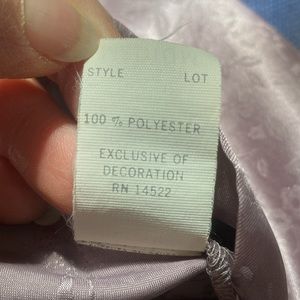 STYLE LOT
100 % POLYESTER
EXCLUSIVE OF
DECORATION
RN 14522